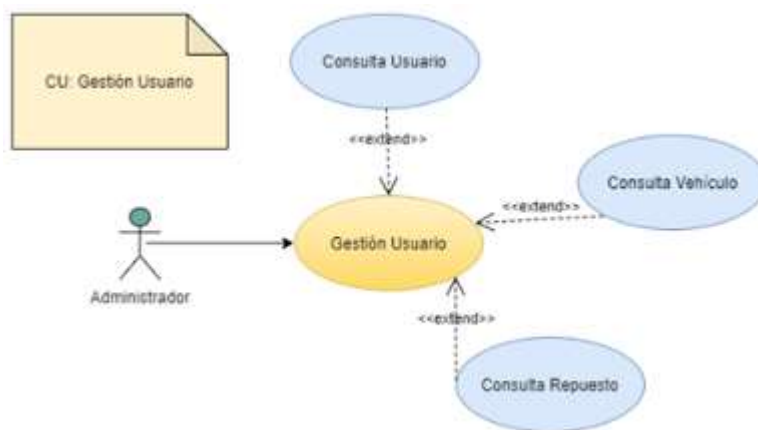 CU: Gestión Usuario
Consulta Usuario
<<extend>>
Consulta Vehículo
<<extend>>
Gestión Usuario
Administrador
<<extend>>
Consulta Repuesto